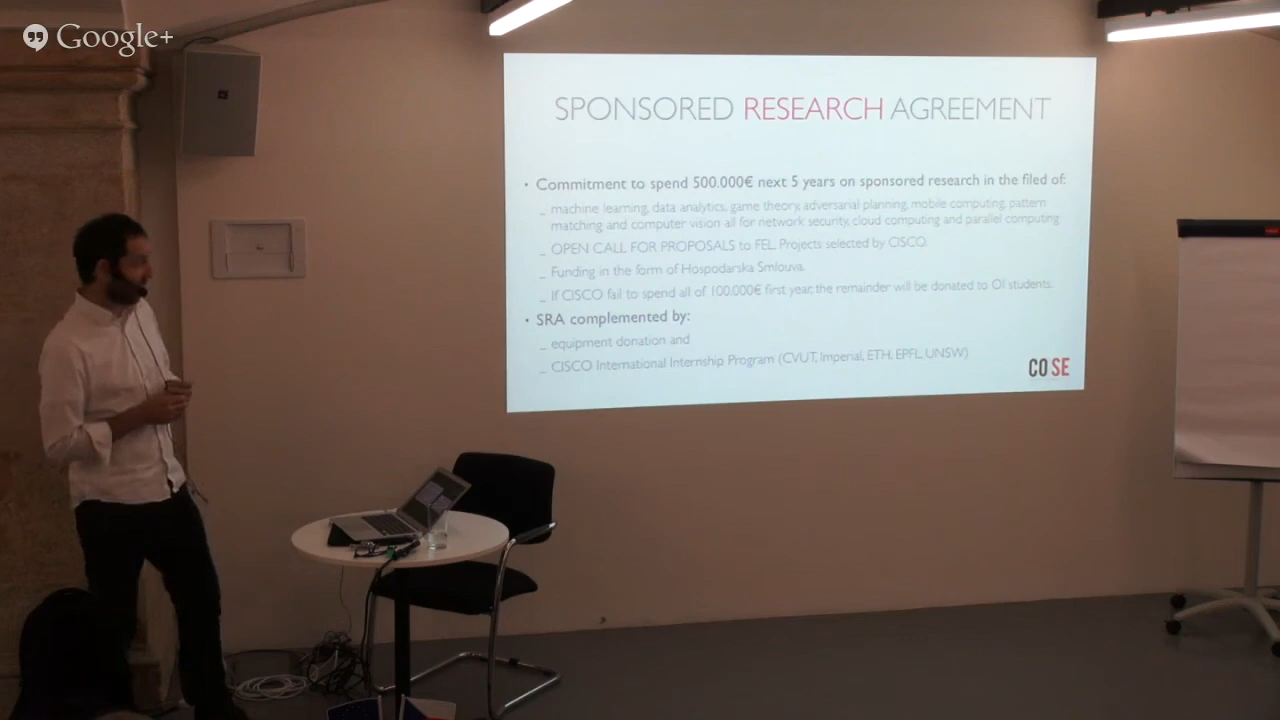 Google+
SPONSORED RESEARCH AGREEMENT
• Commitment to spend 500.000€ next 5 years on sponsored research in the filed of:
_ machine learning, data analytics, game theory, adversarial planning, mobile computing, pattern
matching and computer vision all for network security, cloud computing and parallel computing
_ OPEN CALL FOR PROPOSALS to FEL. Projects selected by CISCO.
_ Funding in the form of Hospodarska Smlouva.
_ If CISCO fail to spend all of 100.000€ first year, the remainder will be donated to OI students.
• SRA complemented by:
_ equipment donation and
_ CISCO International Internship Program (CVUT, Imperial, ETH, EPFL, UNSW)
CO SE